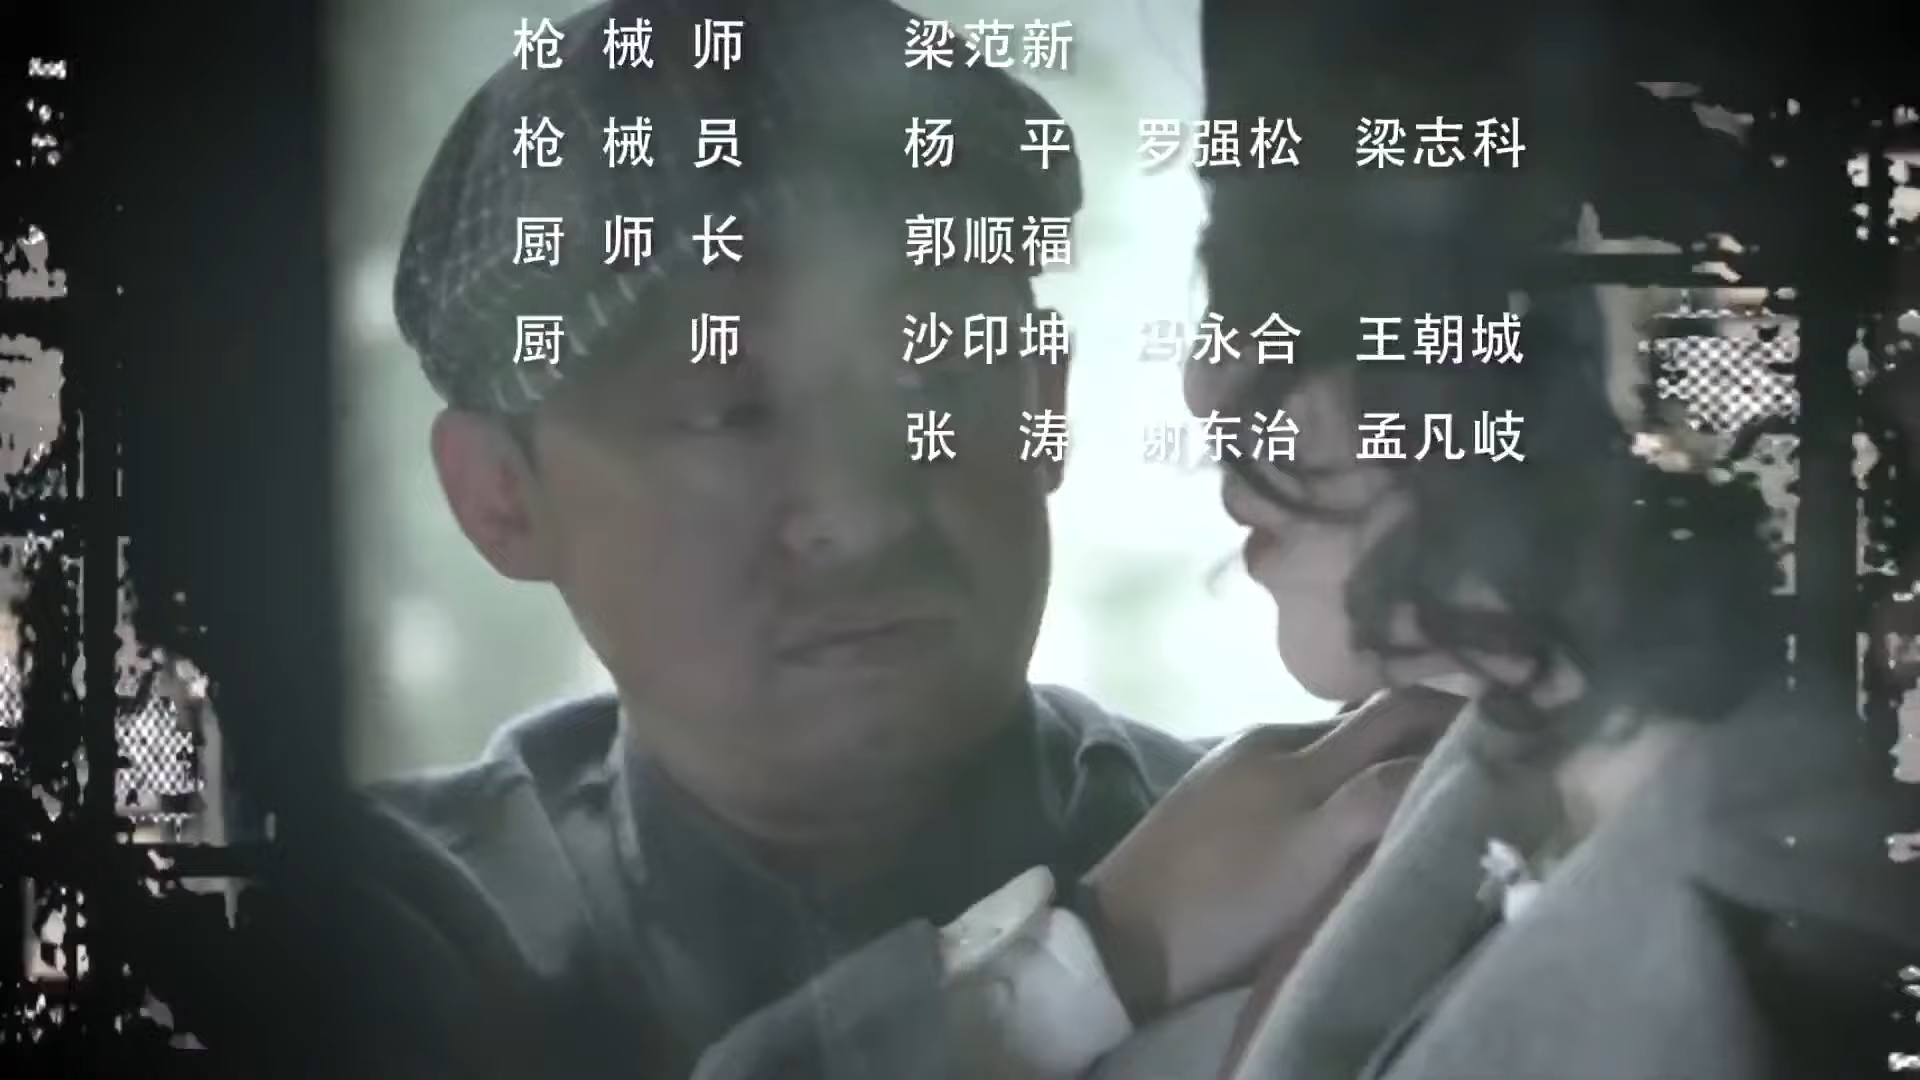 枪械师 梁范新
枪械员 杨平 罗强松 梁志科
厨师长 郭顺福
厨师 沙印坤 冯永合 王朝城
张涛 谢东治 孟凡岐